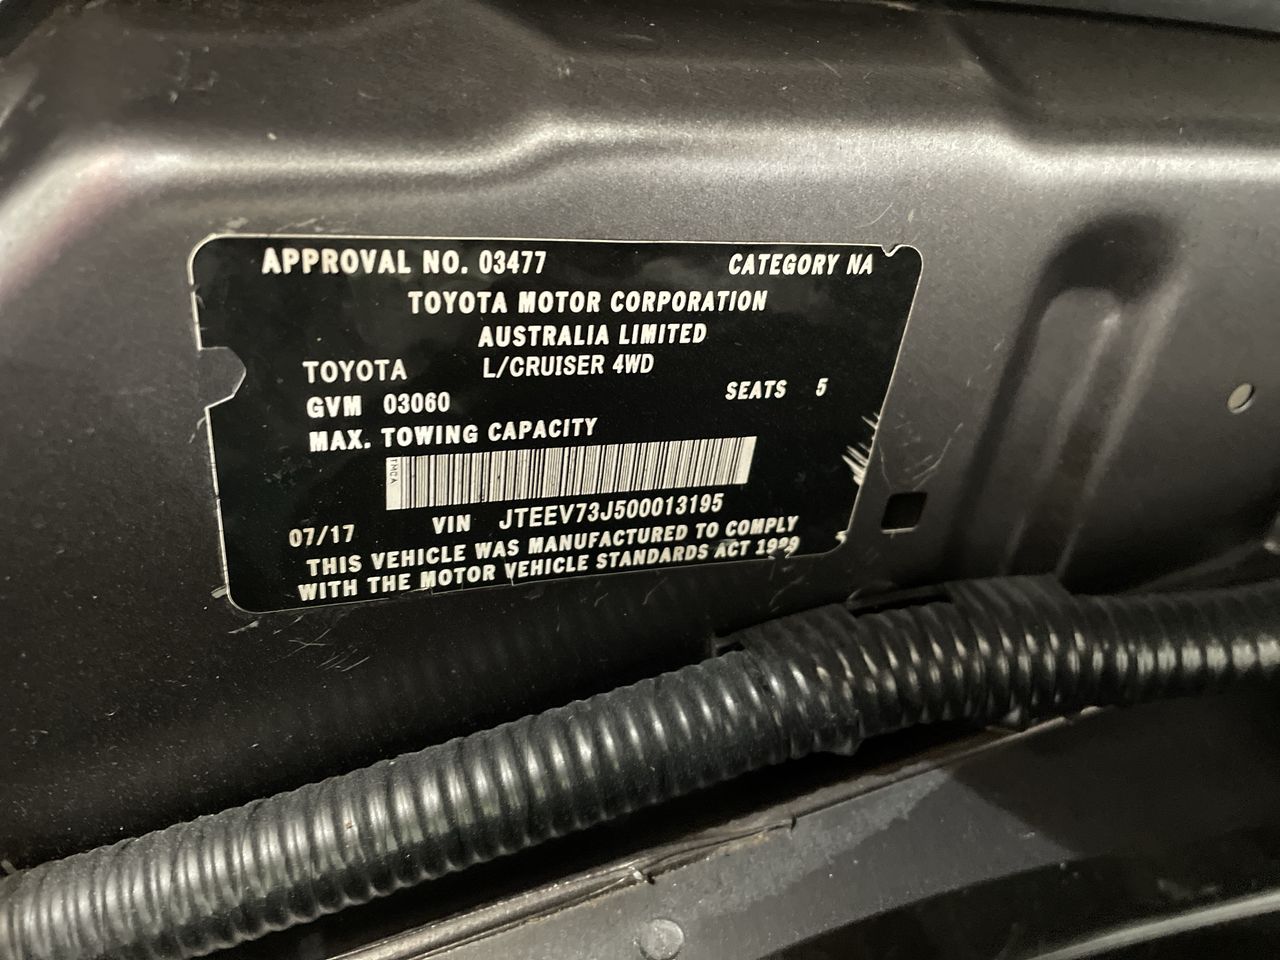 APPROVAL NO. 03477 CATEGORY NA
TOYOTA MOTOR CORPORATION
AUSTRALIA LIMITED
TOYOTA L/CRUISER 4WD
GVM 03060 SEATS 5
MAX. TOWING CAPACITY
TMCA
07/17 VIN JTEEV73J500013195
THIS VEHICLE WAS MANUFACTURED TO COMPLY
WITH THE MOTOR VEHICLE STANDARDS ACT 1989